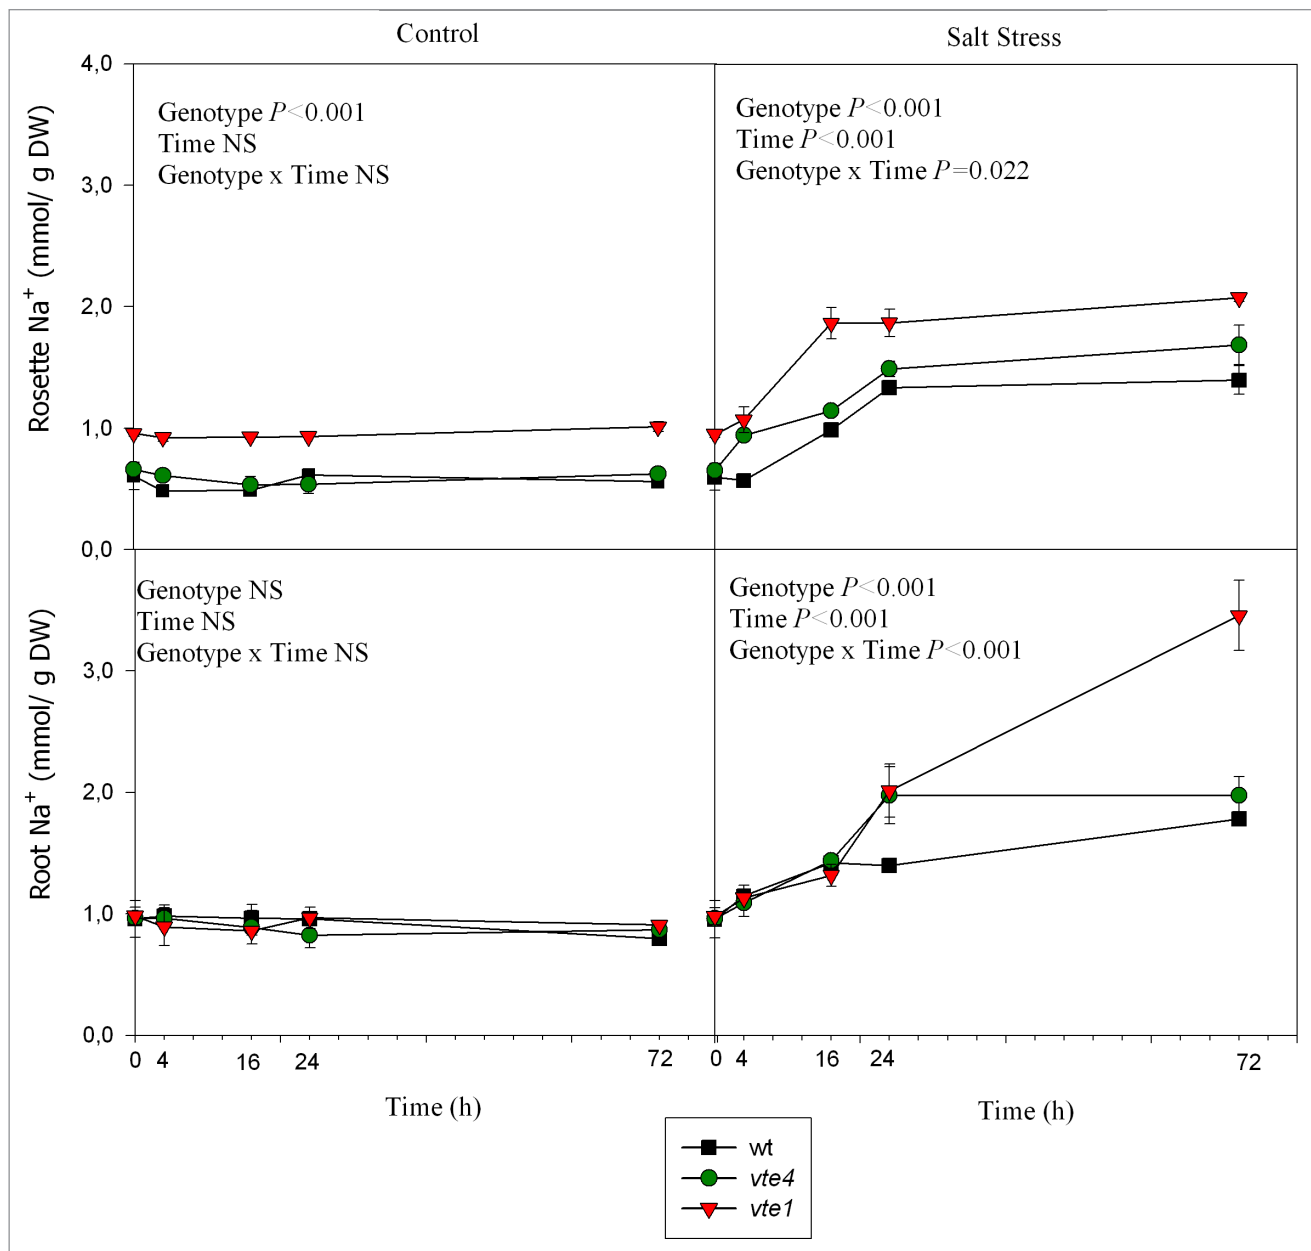 Control
Salt Stress
Rosette Na⁺ (mmol/ g DW)
4,0
3,0
2,0
1,0
0,0
Genotype P<0.001
Time NS
Genotype x Time NS
Genotype P<0.001
Time P<0.001
Genotype x Time P=0.022
Root Na⁺ (mmol/ g DW)
3,0
2,0
1,0
0,0
Genotype NS
Time NS
Genotype x Time NS
Genotype P<0.001
Time P<0.001
Genotype x Time P<0.001
0 4 16 24 72
0 4 16 24 72
Time (h)
Time (h)
wt
vte4
vte1